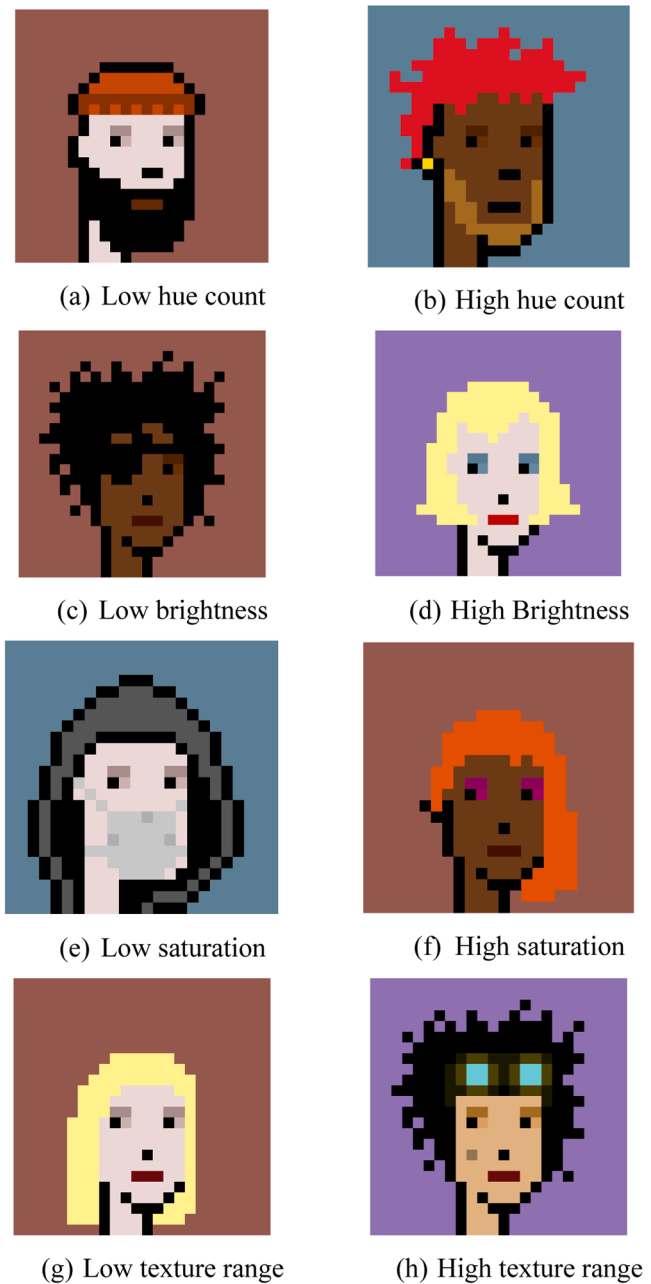 (a) Low hue count
(b) High hue count
(c) Low brightness
(d) High Brightness
(e) Low saturation
(f) High saturation
(g) Low texture range
(h) High texture range